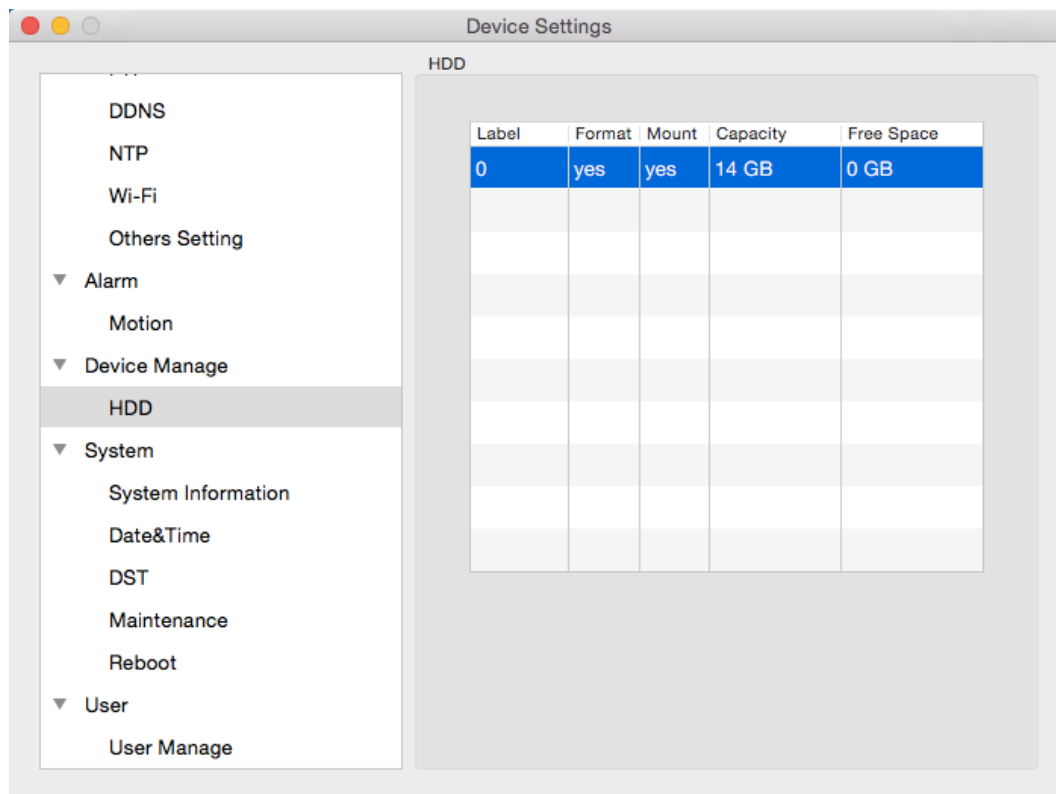 Device Settings
DDNS
NTP
Wi-Fi
Others Setting
Alarm
Motion
Device Manage
HDD
System
System Information
Date&Time
DST
Maintenance
Reboot
User
User Manage
HDD
Label Format Mount Capacity Free Space
0 yes yes 14 GB 0 GB